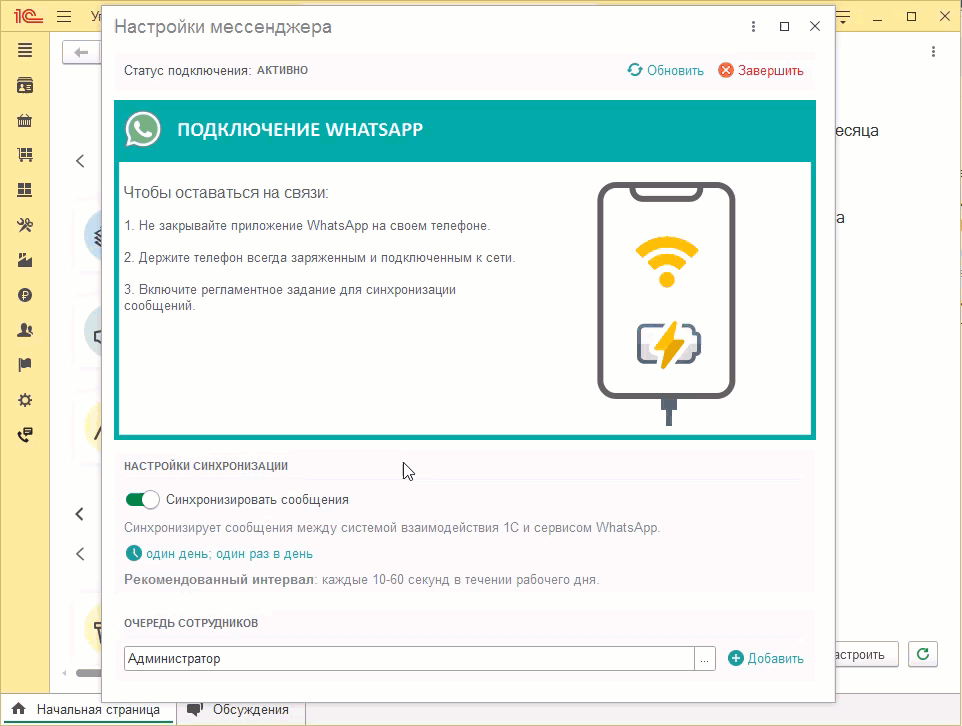 1С
Настройки мессенджера
Статус подключения: АКТИВНО
Обновить
Завершить
есяца
ПОДКЛЮЧЕНИЕ WHATSAPP
Чтобы оставаться на связи:
1. Не закрывайте приложение WhatsApp на своем телефоне.
2. Держите телефон всегда заряженным и подключенным к сети.
3. Включите регламентное задание для синхронизации
сообщений.
а
НАСТРОЙКИ СИНХРОНИЗАЦИИ
Синхронизировать сообщения
Синхронизирует сообщения между системой взаимодействия 1С и сервисом WhatsApp.
один день; один раз в день
Рекомендованный интервал: каждые 10-60 секунд в течении рабочего дня.
ОЧЕРЕДЬ СОТРУДНИКОВ
Администратор
...
Добавить
астроить
Начальная страница
Обсуждения